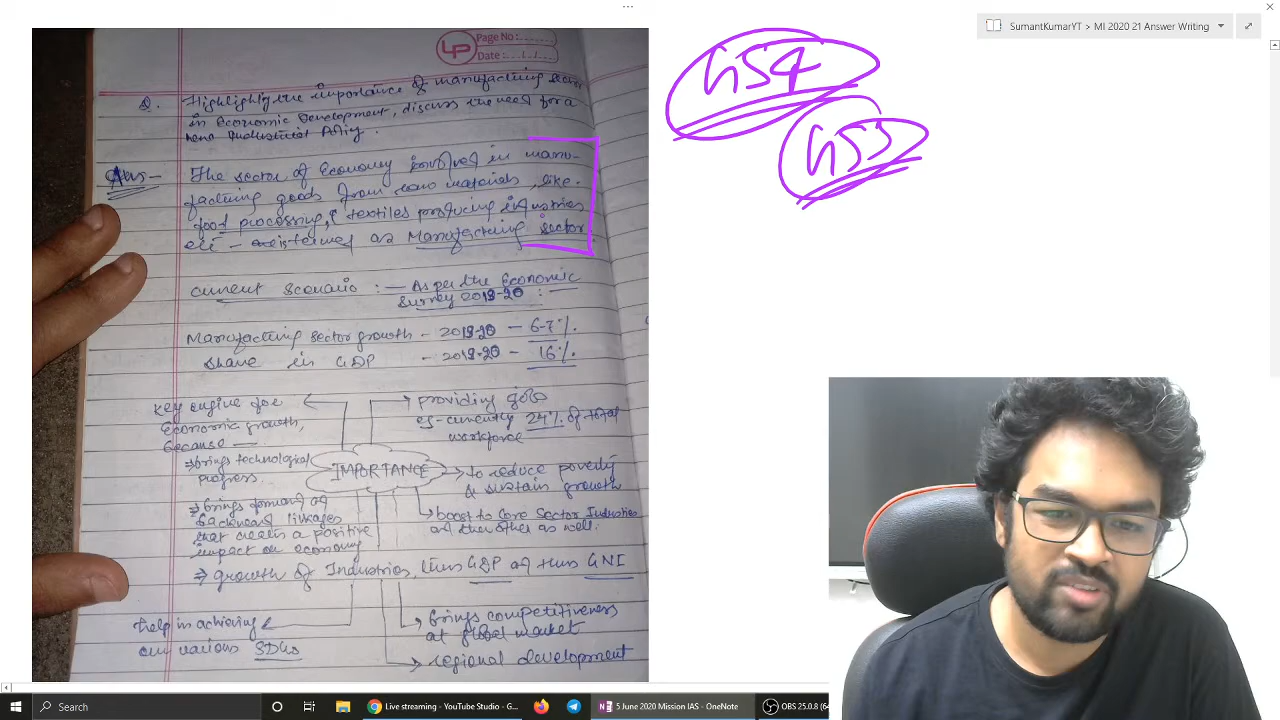 SumantKumarYT > MI 2020 21 Answer Writing
GS4
GS3
Page No :
Date :
Q. Highlighting the importance of manufacturing sector
in Economic Development, discuss the need for a
new Industrial Policy.
Ans - The sector of Economy involved in manu-
facturing goods from raw materials, like-
food processing, & textiles producing industries
etc - is termed as Manufacturing sector
Current Scenario : - As per the Economic
Survey 2019-20 :
Manufacturing sector growth - 2019-20 - 6-7%.
share in GDP - 2019-20 - 16%.
Key engine for
Economic growth,
because
⇒ brings technological
progress.
⇒ brings forward &
backward linkages
that creates a positive
impact on economy
⇒ growth of Industries, GDP & thus GNI
providing jobs
eg - currently 24% of total
workforce
IMPORTANCE
to reduce poverty
& sustain growth
boost to Core Sector Industries
& then other as well.
help in achieving
our various SDGs
brings competitiveness
at global market
regional development
Search
Live streaming - YouTube Studio - G...
5 June 2020 Mission IAS - OneNote
OBS 25.0.8 (64